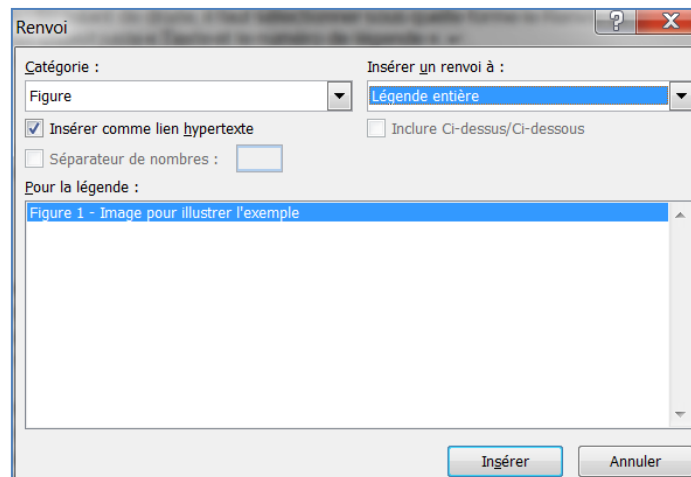 Renvoi
Catégorie :
Insérer un renvoi à :
Figure
Légende entière
Insérer comme lien hypertexte
Inclure Ci-dessus/Ci-dessous
Séparateur de nombres :
Pour la légende :
Figure 1 - Image pour illustrer l'exemple
Insérer
Annuler